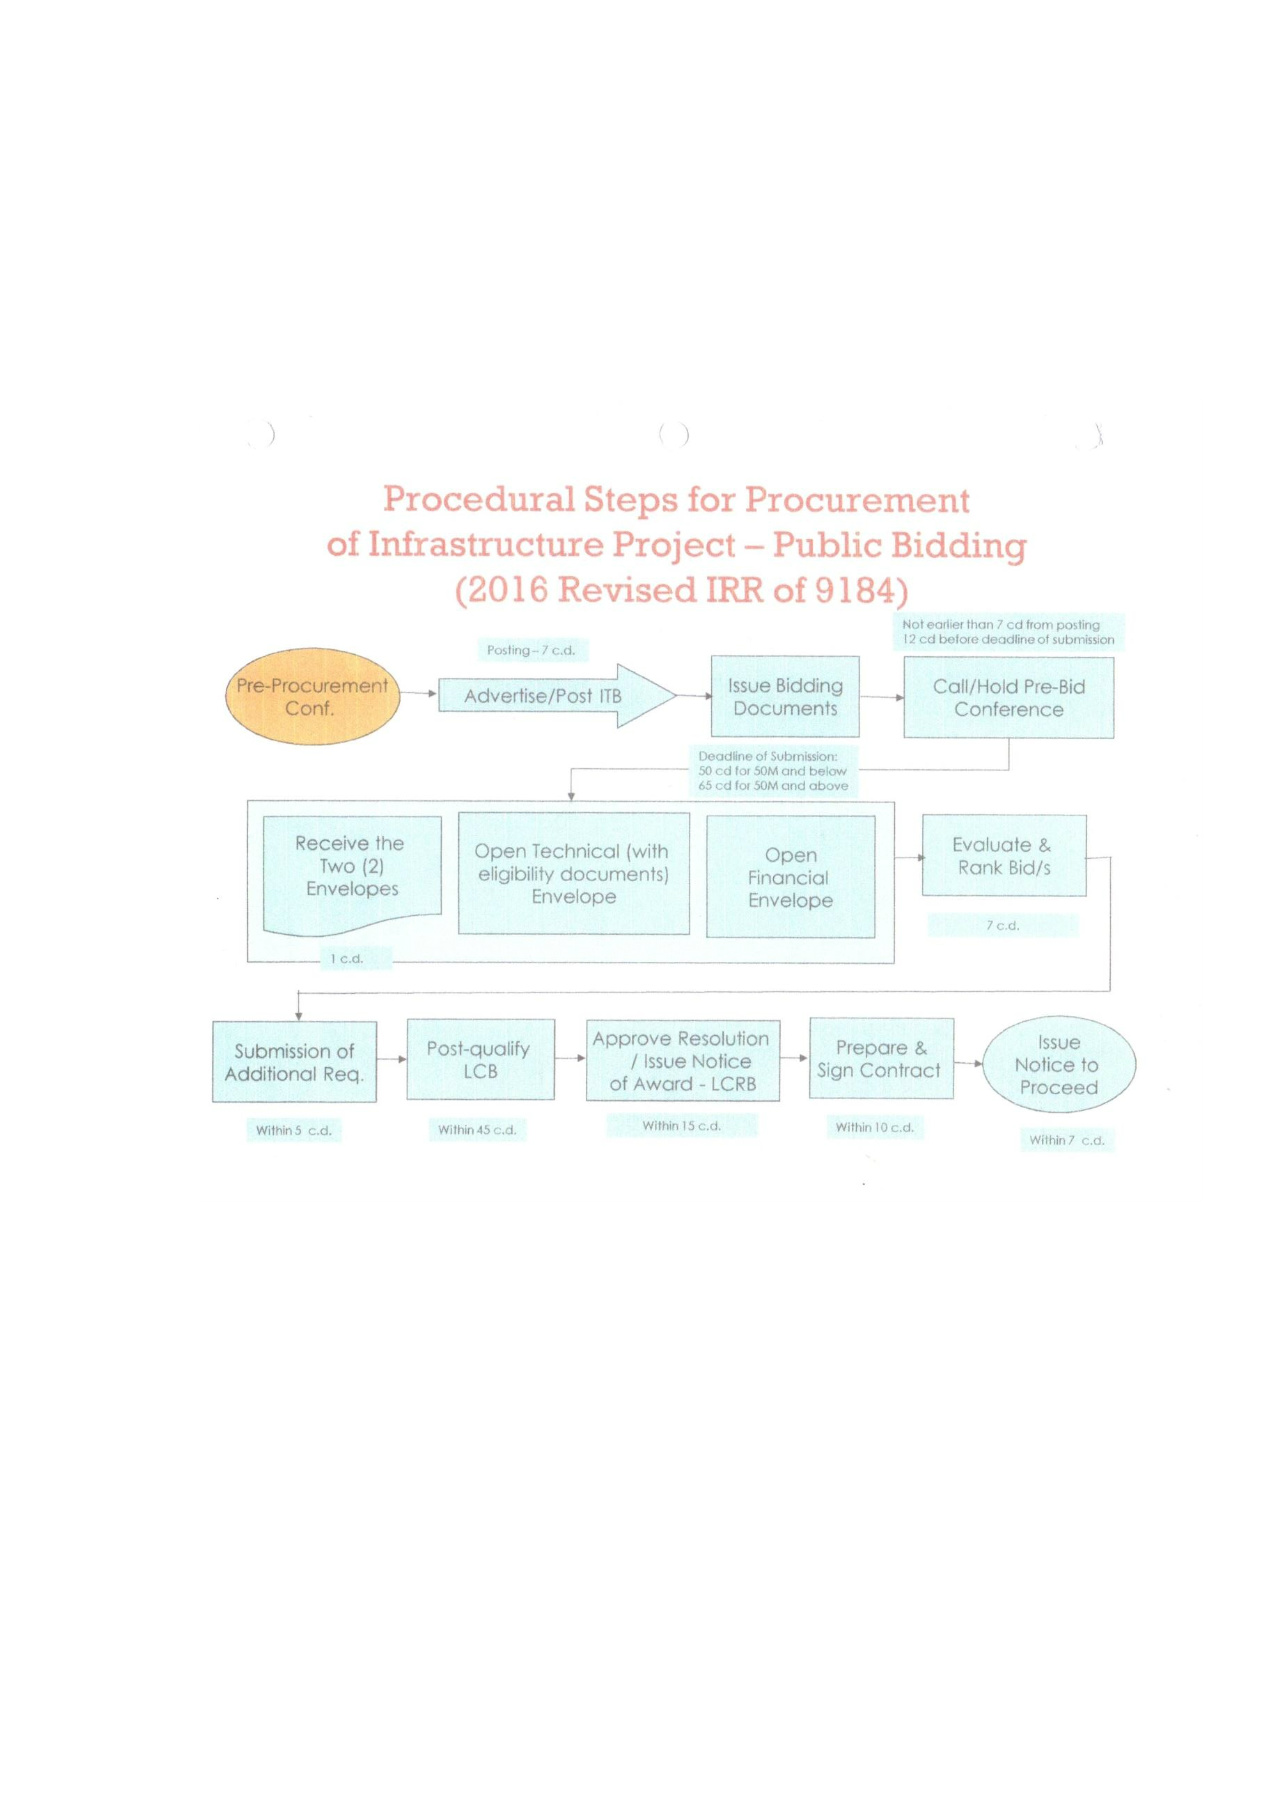 Procedural Steps for Procurement
of Infrastructure Project – Public Bidding
(2016 Revised IRR of 9184)
Not earlier than 7 cd from posting
12 cd before deadline of submission
Posting – 7 c.d.
Pre-Procurement
Conf.
Advertise/Post ITB
Issue Bidding
Documents
Call/Hold Pre-Bid
Conference
Deadline of Submission:
50 cd for 50M and below
65 cd for 50M and above
Receive the
Two (2)
Envelopes
Open Technical (with
eligibility documents)
Envelope
Open
Financial
Envelope
Evaluate &
Rank Bid/s
7 c.d.
1 c.d.
Submission of
Additional Req.
Post-qualify
LCB
Approve Resolution
/ Issue Notice
of Award - LCRB
Prepare &
Sign Contract
Issue
Notice to
Proceed
Within 5 c.d.
Within 45 c.d.
Within 15 c.d.
Within 10 c.d.
Within 7 c.d.